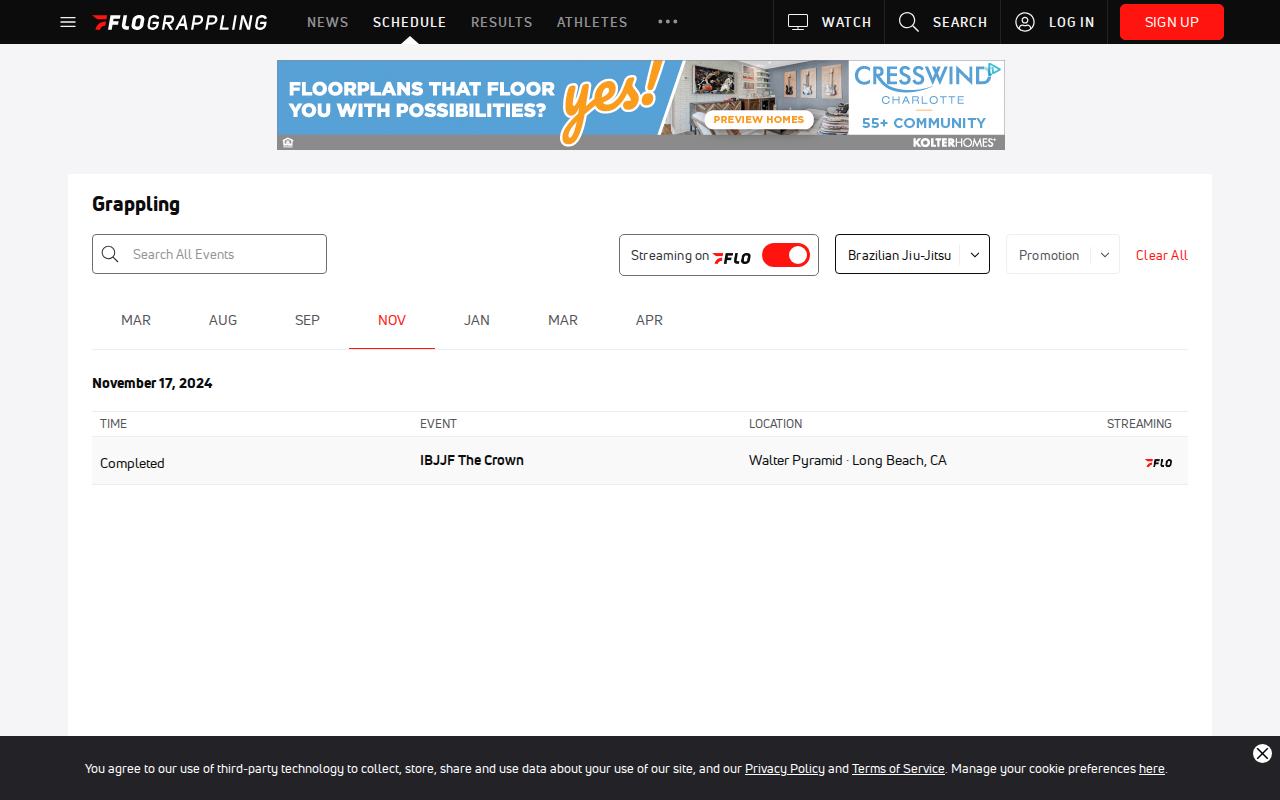 FLOGRAPPLING NEWS SCHEDULE RESULTS ATHLETES ••• WATCH SEARCH LOG IN SIGN UP
FLOORPLANS THAT FLOOR
YOU WITH POSSIBILITIES?
yes!
PREVIEW HOMES
CRESSWIND
CHARLOTTE
55+ COMMUNITY
KOLTERHOMES
Grappling
Search All Events
Streaming on FLO
Brazilian Jiu-Jitsu
Promotion
Clear All
MAR AUG SEP NOV JAN MAR APR
November 17, 2024
TIME EVENT LOCATION STREAMING
Completed IBJJF The Crown Walter Pyramid · Long Beach, CA FLO
You agree to our use of third-party technology to collect, store, share and use data about your use of our site, and our Privacy Policy and Terms of Service. Manage your cookie preferences here.